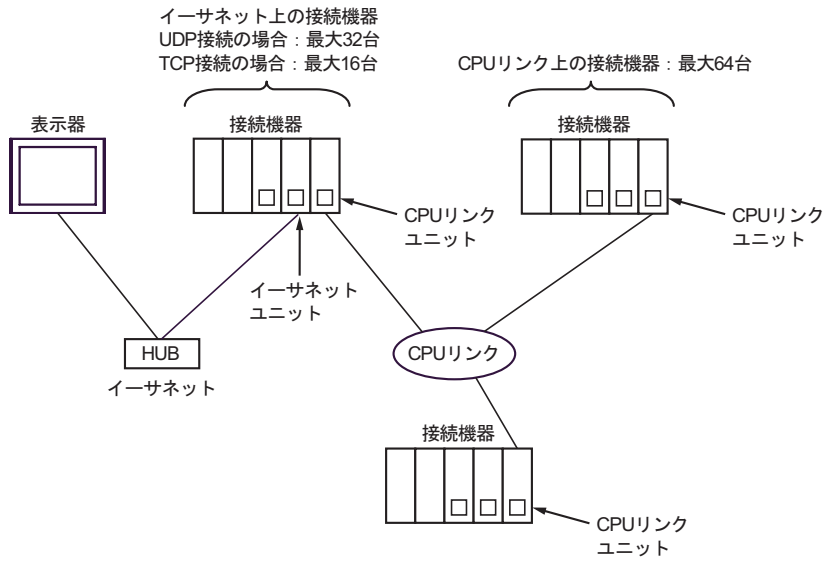 イーサネット上の接続機器
UDP接続の場合：最大32台
TCP接続の場合：最大16台
CPUリンク上の接続機器：最大64台
表示器
接続機器
接続機器
CPUリンク
ユニット
CPUリンク
ユニット
イーサネット
ユニット
HUB
イーサネット
CPUリンク
接続機器
CPUリンク
ユニット